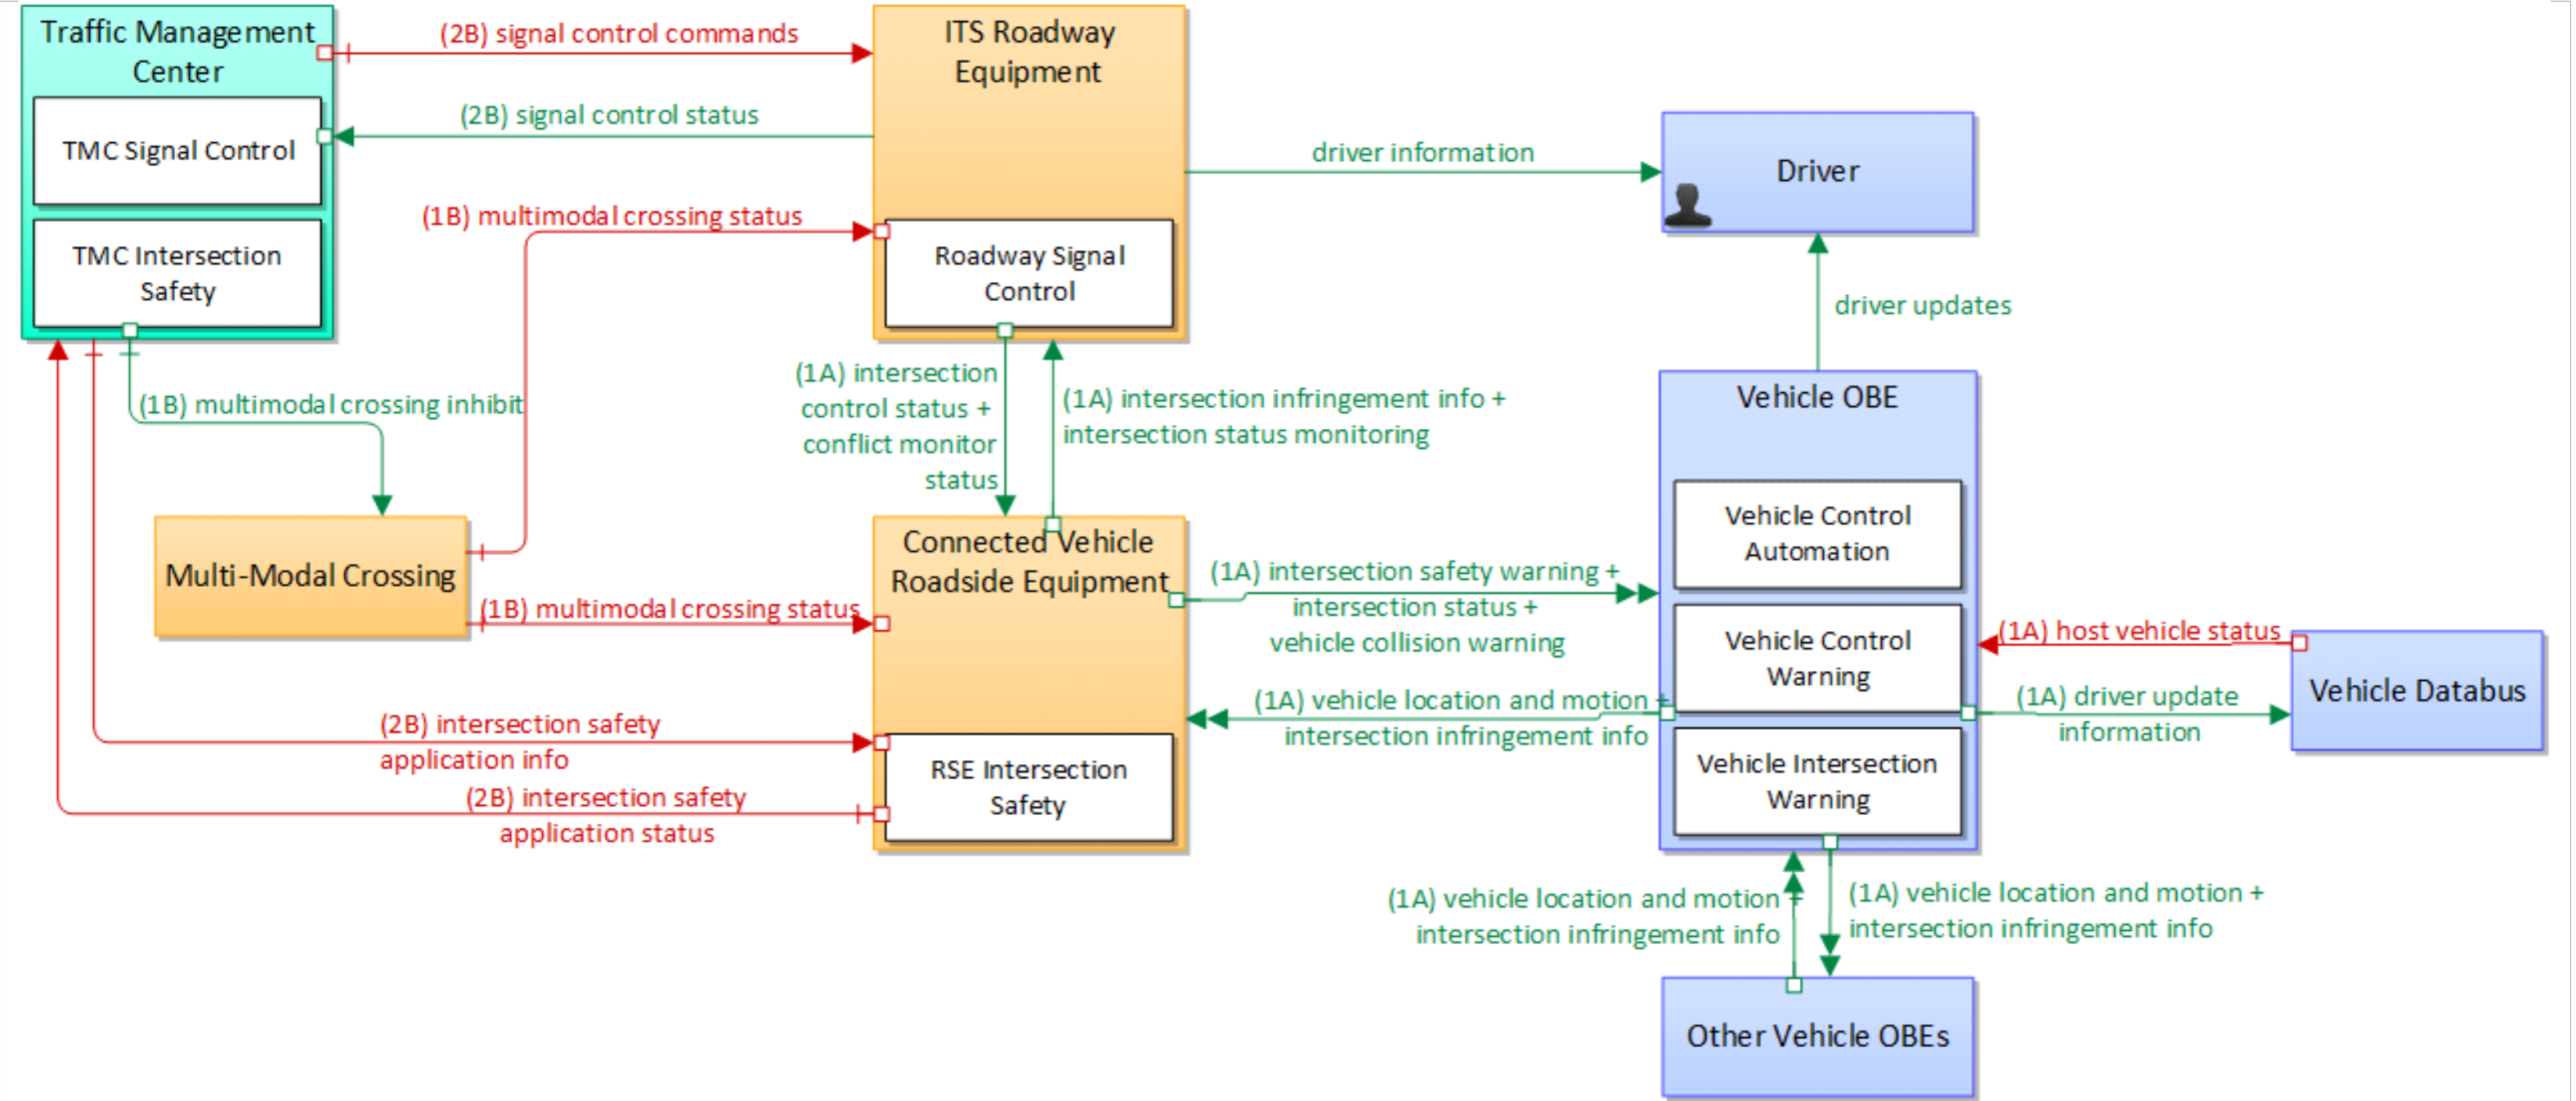 Traffic Management
Center
TMC Signal Control
TMC Intersection
Safety
(2B) signal control commands
(2B) signal control status
(1B) multimodal crossing status
ITS Roadway
Equipment
Roadway Signal
Control
driver information
Driver
driver updates
(1B) multimodal crossing inhibit
(1A) intersection
control status +
conflict monitor
status
(1A) intersection infringement info +
intersection status monitoring
Vehicle OBE
Vehicle Control
Automation
Vehicle Control
Warning
Vehicle Intersection
Warning
Multi-Modal Crossing
(1B) multimodal crossing status
Connected Vehicle
Roadside Equipment
RSE Intersection
Safety
(1A) intersection safety warning +
intersection status +
vehicle collision warning
(1A) vehicle location and motion +
intersection infringement info
(1A) host vehicle status
(1A) driver update
information
Vehicle Databus
(2B) intersection safety
application info
(2B) intersection safety
application status
(1A) vehicle location and motion +
intersection infringement info
(1A) vehicle location and motion +
intersection infringement info
Other Vehicle OBEs